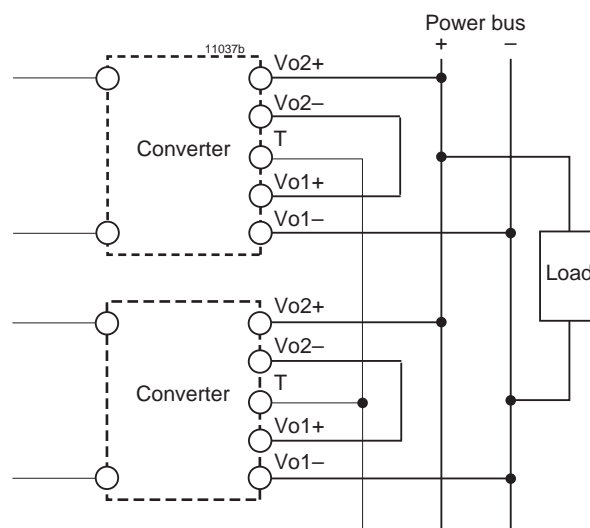 Power bus
+ –
11037b
Vo2+
Vo2–
T
Converter
Vo1+
Vo1–
Load
Vo2+
Vo2–
T
Converter
Vo1+
Vo1–